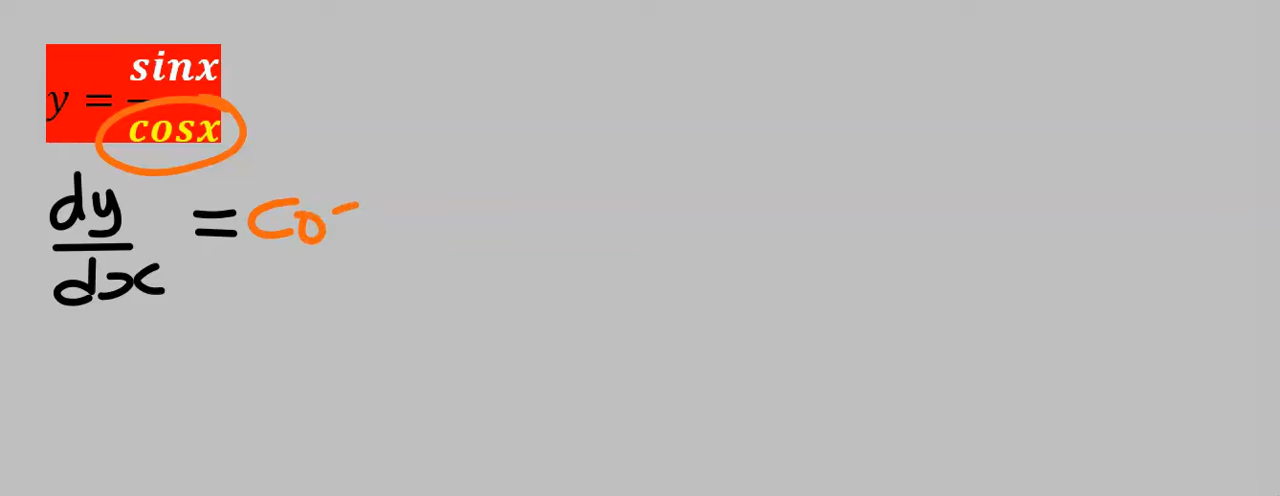 y = sinx / cosx
dy / dx = co